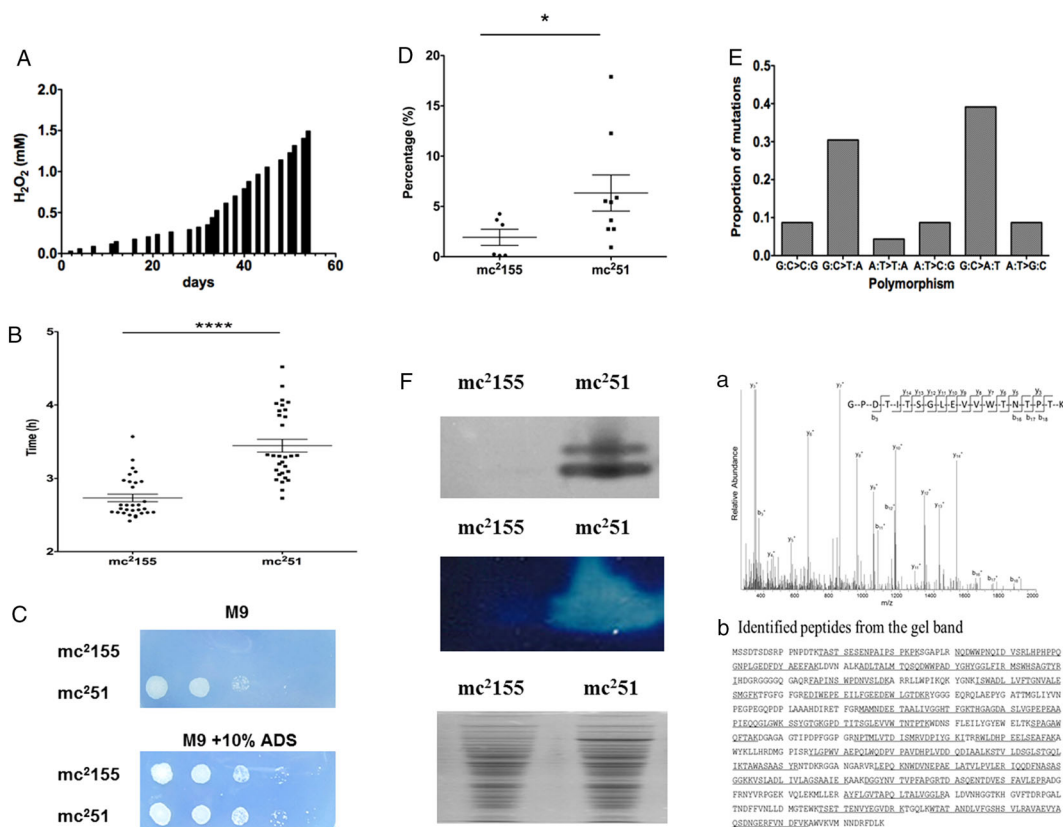 A
H₂O₂ (mM)
2.0
1.5
1.0
0.5
0.0
0 20 40 60
days
D
*
Percentage (%)
20
15
10
5
0
mc²155 mc²51
E
Proportion of mutations
0.5
0.4
0.3
0.2
0.1
0.0
G:C>C:G G:C>T:A A:T>T:A A:T>C:G G:C>A:T A:T>G:C
Polymorphism
B
****
Time (h)
5
4
3
2
mc²155 mc²51
C
M9
mc²155
mc²51
M9 +10% ADS
mc²155
mc²51
F
mc²155 mc²51
mc²155 mc²51
mc²155 mc²51
a
G--P--D--T--I--T--S--G--L--E--V--V--W--T--N--T--P--T--K
Relative Abundance
400 600 800 1000 1200 1400 1600 1800 2000
m/z
b Identified peptides from the gel band
MSSDTSDSRP PNPDTKTAST SESENPAIPS PKPKSGAPLR NQDWWPNQID VSRLHPHPPQ
GNPLGEDFDY AEEFAKLDVN ALKADLTALM TQSQDWWPAD YGHYGGLFIR MSWHSAGTYR
IHDGRGGGGQ GAQRFAPINS WPDNVSLDKA RRLLWPIKQK YGNKISWADL LVFTGNVALE
SMGFKTFGFG FGREDIWEPE EILFGEEDEW LGTDKRYGGG EQRQLAEPYG ATTMGLIYVN
PEGPEGQPDP LAAAHDIRET FGRMAMNDEE TAALIVGGHT FGKTHGAGDA SLVGPEPEAA
PIEQQGLGWK SSYGTGKGPD TITSGLEVVW TNTPTKWDNS FLEILYGYEW ELTKSPAGAW
QFTAKDGAGA GTIPDPFGGP GRNPTMLVTD ISMRVDPIYG KITRRWLDHP EELSEAFAKA
WYKLLHRDMG PISRYLGPWV AEPQLWQDPV PAVDHPLVDD QDIAALKSTV LDSGLSTGQL
IKTAWASAAS YRNTDKRGGA NGARVRLEPQ KNWDVNEPAE LATVLPVLER IQQDFNASAS
GGKKVSLADL IVLAGSAAIE KAAKDGGYNV TVPFAPGRTD ASQENTDVES FAVLEPRADG
FRNYVRPGEK VQLEKMLLER AYFLGVTAPQ LTALVGGLRA LDVNHGGTKH GVFTDRPGAL
TNDFFVNLLD MGTEWKTSET TENVYEGVDR KTGQLKWTAT ANDLVFGSHS VLRAVAEVYA
QSDNGERFVN DFVKAWVKVM NNDRFDLK